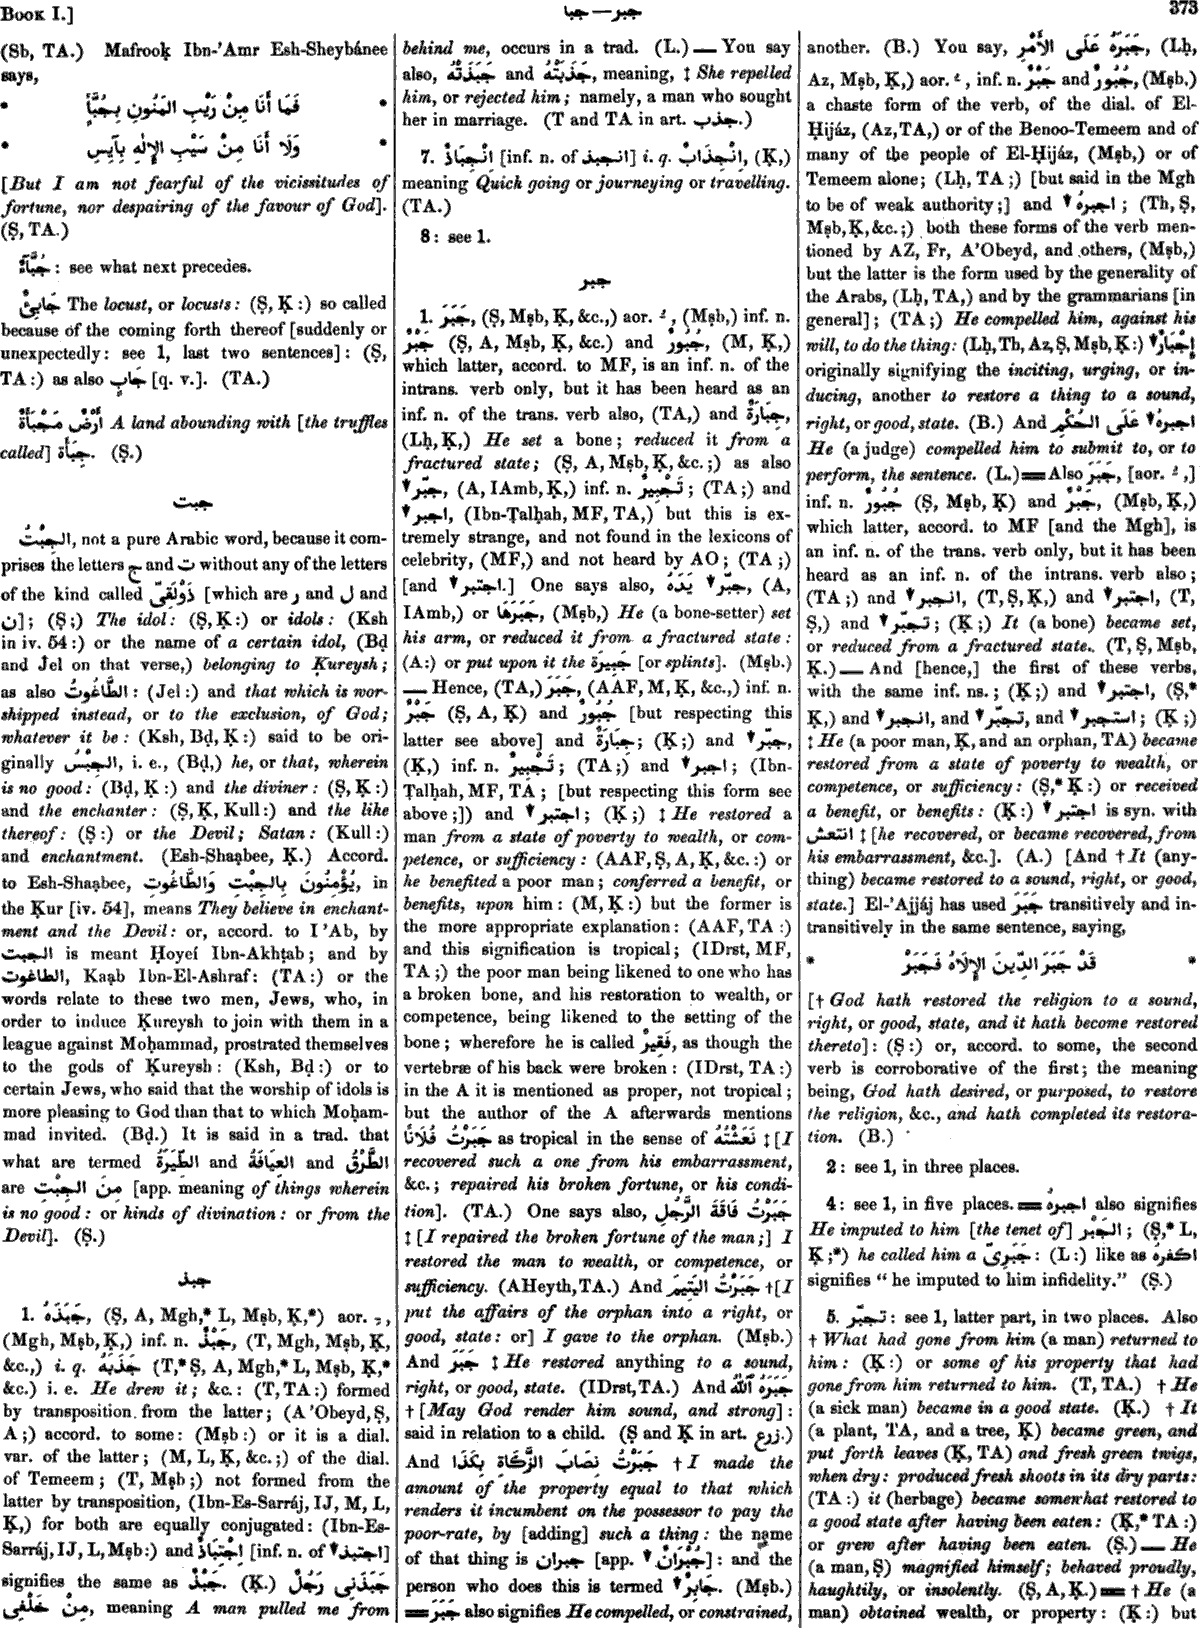 Book I.]
جبر — جبا
373
(Sb, TA.) Mafrooḳ Ibn-'Amr Esh-Sheybánee
says,
* فَمَا أَنَا مِنْ رَيْبِ المَنُونِ بِجُبَّإٍ *
* وَلَا أَنَا مِنْ سَيْبِ الإِلٰهِ بِآيِسِ *
[But I am not fearful of the vicissitudes of
fortune, nor despairing of the favour of God].
(Ṣ, TA.)
جُبَّآءٌ : see what next precedes.
جَابِئٌ The locust, or locusts: (Ṣ, Ḳ:) so called
because of the coming forth thereof [suddenly or
unexpectedly: see 1, last two sentences]: (Ṣ,
TA:) as also جَابٍ [q. v.]. (TA.)
أَرْضٌ مَجْبَأَةٌ A land abounding with [the truffles
called] جِبَأَة. (Ṣ.)
جبت
الجِبْتُ, not a pure Arabic word, because it com-
prises the letters ج and ت without any of the letters
of the kind called ذَوْلَقِىّ [which are ر and ل and
ن]; (Ṣ;) The idol: (Ṣ, Ḳ:) or idols: (Ksh
in iv. 54:) or the name of a certain idol, (Bḍ
and Jel on that verse,) belonging to Ḳureysh;
as also الطَّاغُوتُ: (Jel:) and that which is wor-
shipped instead, or to the exclusion, of God;
whatever it be: (Ksh, Bḍ, Ḳ:) said to be ori-
ginally الجِبْسُ, i. e., (Bḍ,) he, or that, wherein
is no good: (Bḍ, Ḳ:) and the diviner: (Ṣ, Ḳ:)
and the enchanter: (Ṣ, Ḳ, Kull:) and the like
thereof: (Ṣ:) or the Devil; Satan: (Kull:)
and enchantment. (Esh-Shaạbee, Ḳ.) Accord.
to Esh-Shaạbee, يُؤْمِنُونَ بِالجِبْتِ وَالطَّاغُوتِ, in
the Ḳur [iv. 54], means They believe in enchant-
ment and the Devil: or, accord. to I'Ab, by
الجبت is meant Ḥoyeí Ibn-Akhṭab; and by
الطاغوت, Kaạb Ibn-El-Ashraf: (TA:) or the
words relate to these two men, Jews, who, in
order to induce Ḳureysh to join with them in a
league against Moḥammad, prostrated themselves
to the gods of Ḳureysh: (Ksh, Bḍ:) or to
certain Jews, who said that the worship of idols is
more pleasing to God than that to which Moḥam-
mad invited. (Bḍ.) It is said in a trad. that
what are termed الطِّيَرَةُ and العِيَافَةُ and الطَّرْقُ
are مِنَ الجِبْتِ [app. meaning of things wherein
is no good: or kinds of divination: or from the
Devil]. (Ṣ.)
جبذ
1. جَبَذَهُ, (Ṣ, A, Mgh,* L, Mṣb, Ḳ,*) aor. ـِ,
(Mgh, Mṣb, Ḳ,) inf. n. جَبْذٌ, (T, Mgh, Mṣb, Ḳ,
&c.,) i. q. جَذَبَهُ (T,* Ṣ, A, Mgh,* L, Mṣb, Ḳ,*
&c.) i. e. He drew it; &c.: (T, TA:) formed
by transposition from the latter; (A'Obeyd, Ṣ,
A;) accord. to some: (Mṣb:) or it is a dial.
var. of the latter; (M, L, Ḳ, &c.;) of the dial.
of Temeem; (T, Mṣb;) not formed from the
latter by transposition, (Ibn-Es-Sarráj, IJ, M, L,
Ḳ,) for both are equally conjugated: (Ibn-Es-
Sarráj, IJ, L, Mṣb:) and اِجْتِبَاذٌ [inf. n. of ▾ اجتبذ]
signifies the same as جَبْذٌ. (Ḳ.) جَبَذَنِى رَجُلٌ
مِنْ خَلْفِى, meaning A man pulled me from
behind me, occurs in a trad. (L.) — You say
also, جَبَذَتْهُ and جَذَبَتْهُ, meaning, ‡ She repelled
him, or rejected him; namely, a man who sought
her in marriage. (T and TA in art. جذب.)
7. اِنْجِبَاذٌ [inf. n. of انجبذ] i. q. اِنْجِذَابٌ, (Ḳ,)
meaning Quick going or journeying or travelling.
(TA.)
8: see 1.
جبر
1. جَبَرَ, (Ṣ, Mṣb, Ḳ, &c.,) aor. ـُ, (Mṣb,) inf. n.
جَبْرٌ (Ṣ, A, Mṣb, Ḳ, &c.) and جُبُورٌ, (M, Ḳ,)
which latter, accord. to MF, is an inf. n. of the
intrans. verb only, but it has been heard as an
inf. n. of the trans. verb also, (TA,) and جِبَارَةٌ,
(Lḥ, Ḳ,) He set a bone; reduced it from a
fractured state; (Ṣ, A, Mṣb, Ḳ, &c.;) as also
▾ جبّر, (A, IAmb, Ḳ,) inf. n. تَجْبِيرٌ; (TA;) and
▾ اجبر, (Ibn-Ṭalḥah, MF, TA,) but this is ex-
tremely strange, and not found in the lexicons of
celebrity, (MF,) and not heard by AO; (TA;)
[and ▾ اجتبر.] One says also, جبّر ▾ يَدَهُ, (A,
IAmb,) or جَبَرَهَا, (Mṣb,) He (a bone-setter) set
his arm, or reduced it from a fractured state:
(A:) or put upon it the جَبِيرَة [or splints]. (Mṣb.)
— Hence, (TA,) جَبَرَ, (AAF, M, Ḳ, &c.,) inf. n.
جَبْرٌ (Ṣ, A, Ḳ) and جُبُورٌ [but respecting this
latter see above] and جِبَارَةٌ; (Ḳ;) and ▾ جبّر,
(Ḳ,) inf. n. تَجْبِيرٌ; (TA;) and ▾ اجبر; (Ibn-
Ṭalḥah, MF, TA; [but respecting this form see
above;]) and ▾ اجتبر; (Ḳ;) ‡ He restored a
man from a state of poverty to wealth, or com-
petence, or sufficiency: (AAF, Ṣ, A, Ḳ, &c.:) or
he benefited a poor man; conferred a benefit, or
benefits, upon him: (M, Ḳ:) but the former is
the more appropriate explanation: (AAF, TA:)
and this signification is tropical; (IDrst, MF,
TA;) the poor man being likened to one who has
a broken bone, and his restoration to wealth, or
competence, being likened to the setting of the
bone; wherefore he is called فَقِيرٌ, as though the
vertebræ of his back were broken: (IDrst, TA:)
in the A it is mentioned as proper, not tropical;
but the author of the A afterwards mentions
جَبَرْتُ فُلَانًا as tropical in the sense of نَعَشْتُهُ ‡ [I
recovered such a one from his embarrassment,
&c.; repaired his broken fortune, or his condi-
tion]. (TA.) One says also, جَبَرْتُ فَاقَةَ الرَّجُلِ
‡ [I repaired the broken fortune of the man;] I
restored the man to wealth, or competence, or
sufficiency. (AHeyth, TA.) And جَبَرْتُ اليَتِيمَ † [I
put the affairs of the orphan into a right, or
good, state: or] I gave to the orphan. (Mṣb.)
And جَبَرَ ‡ He restored anything to a sound,
right, or good, state. (IDrst, TA.) And جَبَرَهُ ٱللّٰهُ
† [May God render him sound, and strong]:
said in relation to a child. (Ṣ and Ḳ in art. زرع.)
And جَبَرْتُ نِصَابَ الزَّكَاةِ بِكَذَا † I made the
amount of the property equal to that which
renders it incumbent on the possessor to pay the
poor-rate, by [adding] such a thing: the name
of that thing is جبران [app. ▾ جُبْرَانٌ]: and the
person who does this is termed ▾ جَابِرٌ. (Mṣb.)
═ جَبَرَ also signifies He compelled, or constrained,
another. (B.) You say, جَبَرَهُ عَلَى الأَمْرِ, (Lḥ,
Az, Mṣb, Ḳ,) aor. ـُ, inf. n. جَبْرٌ and جُبُورٌ, (Mṣb,)
a chaste form of the verb, of the dial. of El-
Ḥijáz, (Az, TA,) or of the Benoo-Temeem and of
many of the people of El-Ḥijáz, (Mṣb,) or of
Temeem alone; (Lḥ, TA;) [but said in the Mgh
to be of weak authority;] and ▾ اجبرهُ; (Th, Ṣ,
Mṣb, Ḳ, &c.;) both these forms of the verb men-
tioned by AZ, Fr, A'Obeyd, and others, (Mṣb,)
but the latter is the form used by the generality of
the Arabs, (Lḥ, TA,) and by the grammarians [in
general]; (TA;) He compelled him, against his
will, to do the thing: (Lḥ, Th, Az, Ṣ, Mṣb, Ḳ:) ▾ إِجْبَارٌ
originally signifying the inciting, urging, or in-
ducing, another to restore a thing to a sound,
right, or good, state. (B.) And ▾ اجبرهُ عَلَى الحُكْمِ
He (a judge) compelled him to submit to, or to
perform, the sentence. (L.) ═ Also جَبَرَ, [aor. ـُ,]
inf. n. جُبُورٌ (Ṣ, Mṣb, Ḳ) and جَبْرٌ, (Mṣb, Ḳ,)
which latter, accord. to MF [and the Mgh], is
an inf. n. of the trans. verb only, but it has been
heard as an inf. n. of the intrans. verb also;
(TA;) and ▾ انجبر, (T, Ṣ, Ḳ,) and ▾ اجتبر, (T,
Ṣ,) and ▾ تجبّر; (Ḳ;) It (a bone) became set,
or reduced from a fractured state. (T, Ṣ, Mṣb,
Ḳ.) — And [hence,] the first of these verbs,
with the same inf. ns.; (Ḳ;) and ▾ اجتبر, (Ṣ,*
Ḳ,) and ▾ انجبر, and ▾ تجبّر, and ▾ استجبر; (Ḳ;)
‡ He (a poor man, Ḳ, and an orphan, TA) became
restored from a state of poverty to wealth, or
competence, or sufficiency: (Ṣ,* Ḳ:) or received
a benefit, or benefits: (Ḳ:) ▾ اجتبر is syn. with
انتعش ‡ [he recovered, or became recovered, from
his embarrassment, &c.]. (A.) [And † It (any-
thing) became restored to a sound, right, or good,
state.] El-'Ajjáj has used جَبَرَ transitively and in-
transitively in the same sentence, saying,
* قَدْ جَبَرَ الدِّينَ الإِلَاهُ فَجَبَرْ *
[† God hath restored the religion to a sound,
right, or good, state, and it hath become restored
thereto]: (Ṣ:) or, accord. to some, the second
verb is corroborative of the first; the meaning
being, God hath desired, or purposed, to restore
the religion, &c., and hath completed its restora-
tion. (B.)
2: see 1, in three places.
4: see 1, in five places. ═ اجبرهُ also signifies
He imputed to him [the tenet of] الجَبْر; (Ṣ,* L,
Ḳ;*) he called him a جَبَرِىّ: (L:) like as اكفرهُ
signifies “he imputed to him infidelity.” (Ṣ.)
5. تجبّر: see 1, latter part, in two places. Also
† What had gone from him (a man) returned to
him: (Ḳ:) or some of his property that had
gone from him returned to him. (T, TA.) † He
(a sick man) became in a good state. (Ḳ.) † It
(a plant, TA, and a tree, Ḳ) became green, and
put forth leaves (Ḳ, TA) and fresh green twigs,
when dry: produced fresh shoots in its dry parts:
(TA:) it (herbage) became somewhat restored to
a good state after having been eaten: (Ḳ,* TA:)
or grew after having been eaten. (Ṣ.) — He
(a man, Ṣ) magnified himself; behaved proudly,
haughtily, or insolently. (Ṣ, A, Ḳ.) ═ † He (a
man) obtained wealth, or property: (Ḳ:) but